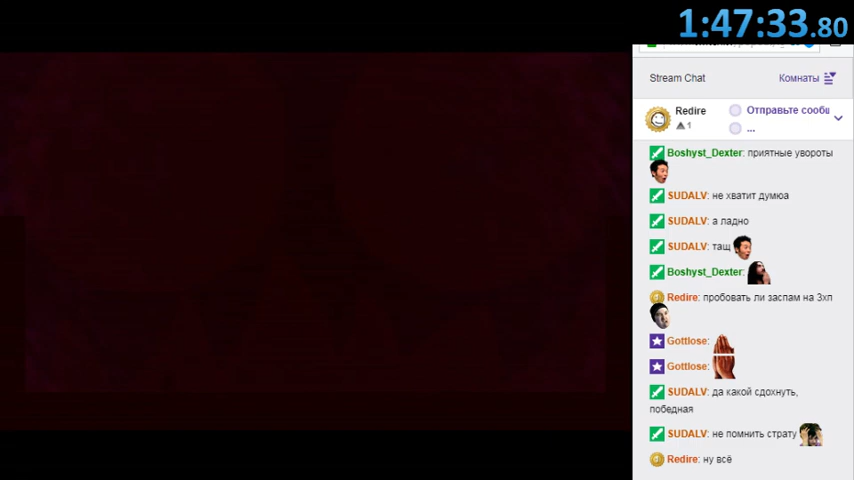 1:47:33.80
Stream Chat
Комнаты
Redire
1
Отправьте сообщ
...
Boshyst_Dexter: приятные увороты
SUDALV: не хватит думюа
SUDALV: а ладно
SUDALV: тащ
Boshyst_Dexter:
Redire: пробовать ли заспам на 3хп
Gottlose:
Gottlose:
SUDALV: да какой сдохнуть,
победная
SUDALV: не помнить страту
Redire: ну всё